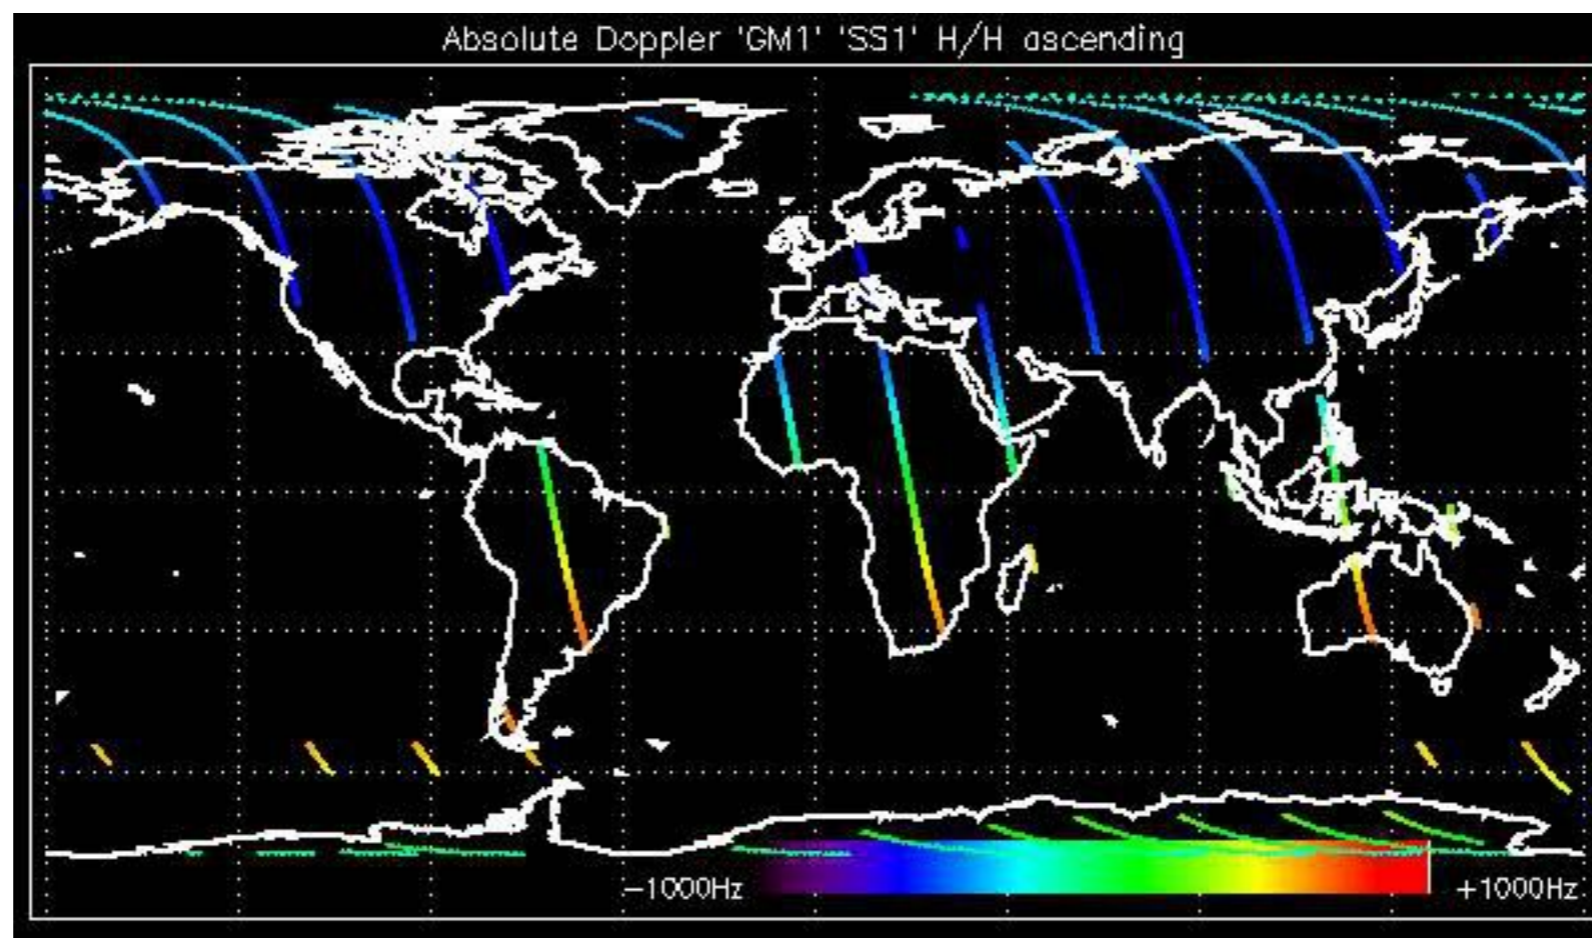 Absolute Doppler 'GM1' 'SS1' H/H ascending
−1000Hz
+1000Hz